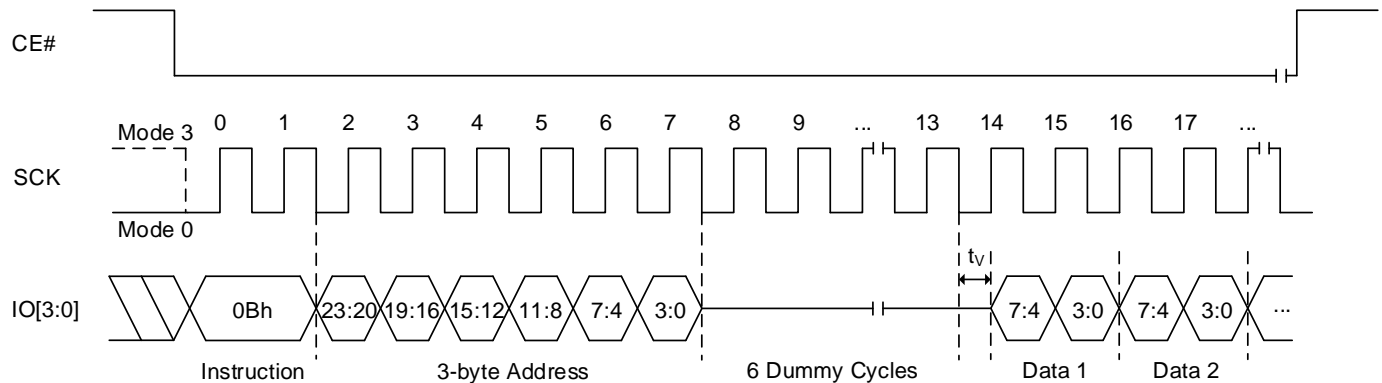 CE#
Mode 3 0 1 2 3 4 5 6 7 8 9 ... 13 14 15 16 17 ...
SCK
Mode 0
tV
IO[3:0] 0Bh 23:20 19:16 15:12 11:8 7:4 3:0 7:4 3:0 7:4 3:0 ...
Instruction 3-byte Address 6 Dummy Cycles Data 1 Data 2